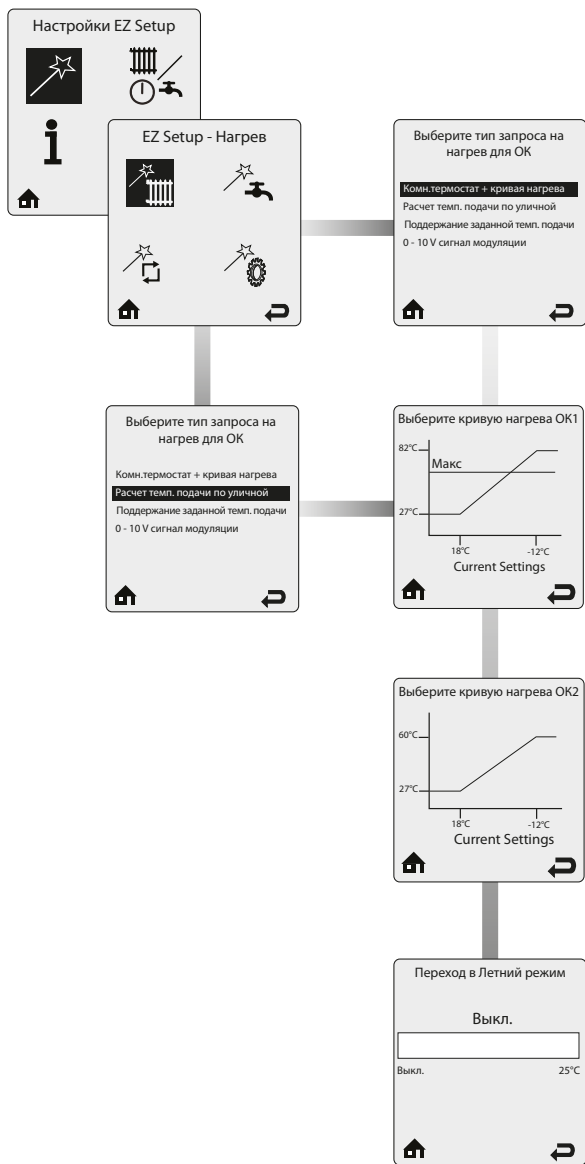 Настройки EZ Setup
EZ Setup - Нагрев
Выберите тип запроса на
нагрев для ОК
Комн.термостат + кривая нагрева
Расчет темп. подачи по уличной
Поддержание заданной темп. подачи
0 - 10 V сигнал модуляции
Выберите тип запроса на
нагрев для ОК
Комн.термостат + кривая нагрева
Расчет темп. подачи по уличной
Поддержание заданной темп. подачи
0 - 10 V сигнал модуляции
Выберите кривую нагрева ОК1
82°C
Макс
27°C
18°C
-12°C
Current Settings
Выберите кривую нагрева ОК2
60°C
27°C
18°C
-12°C
Current Settings
Переход в Летний режим
Выкл.
Выкл.
25°C